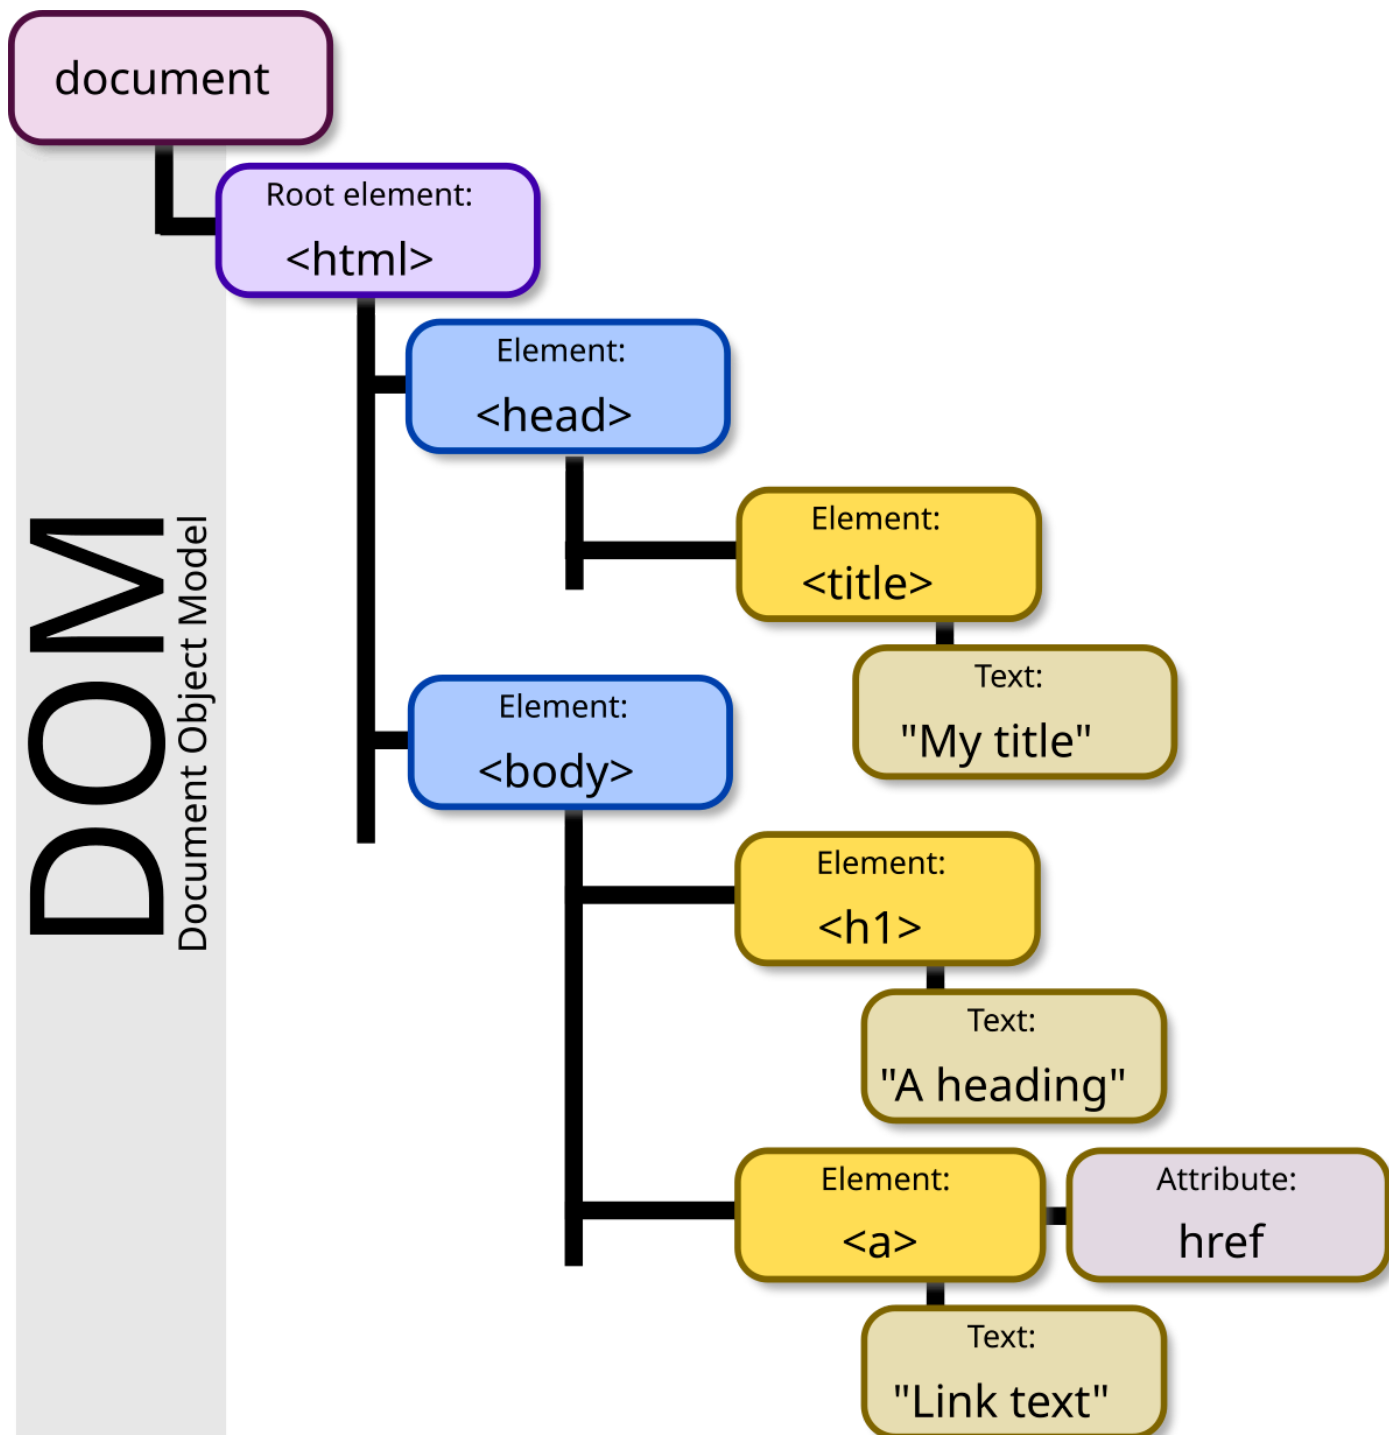 document
Root element:
<html>
Element:
<head>
Element:
<title>
Text:
"My title"
Element:
<body>
Element:
<h1>
Text:
"A heading"
Element:
<a>
Attribute:
href
Text:
"Link text"
DOM
Document Object Model